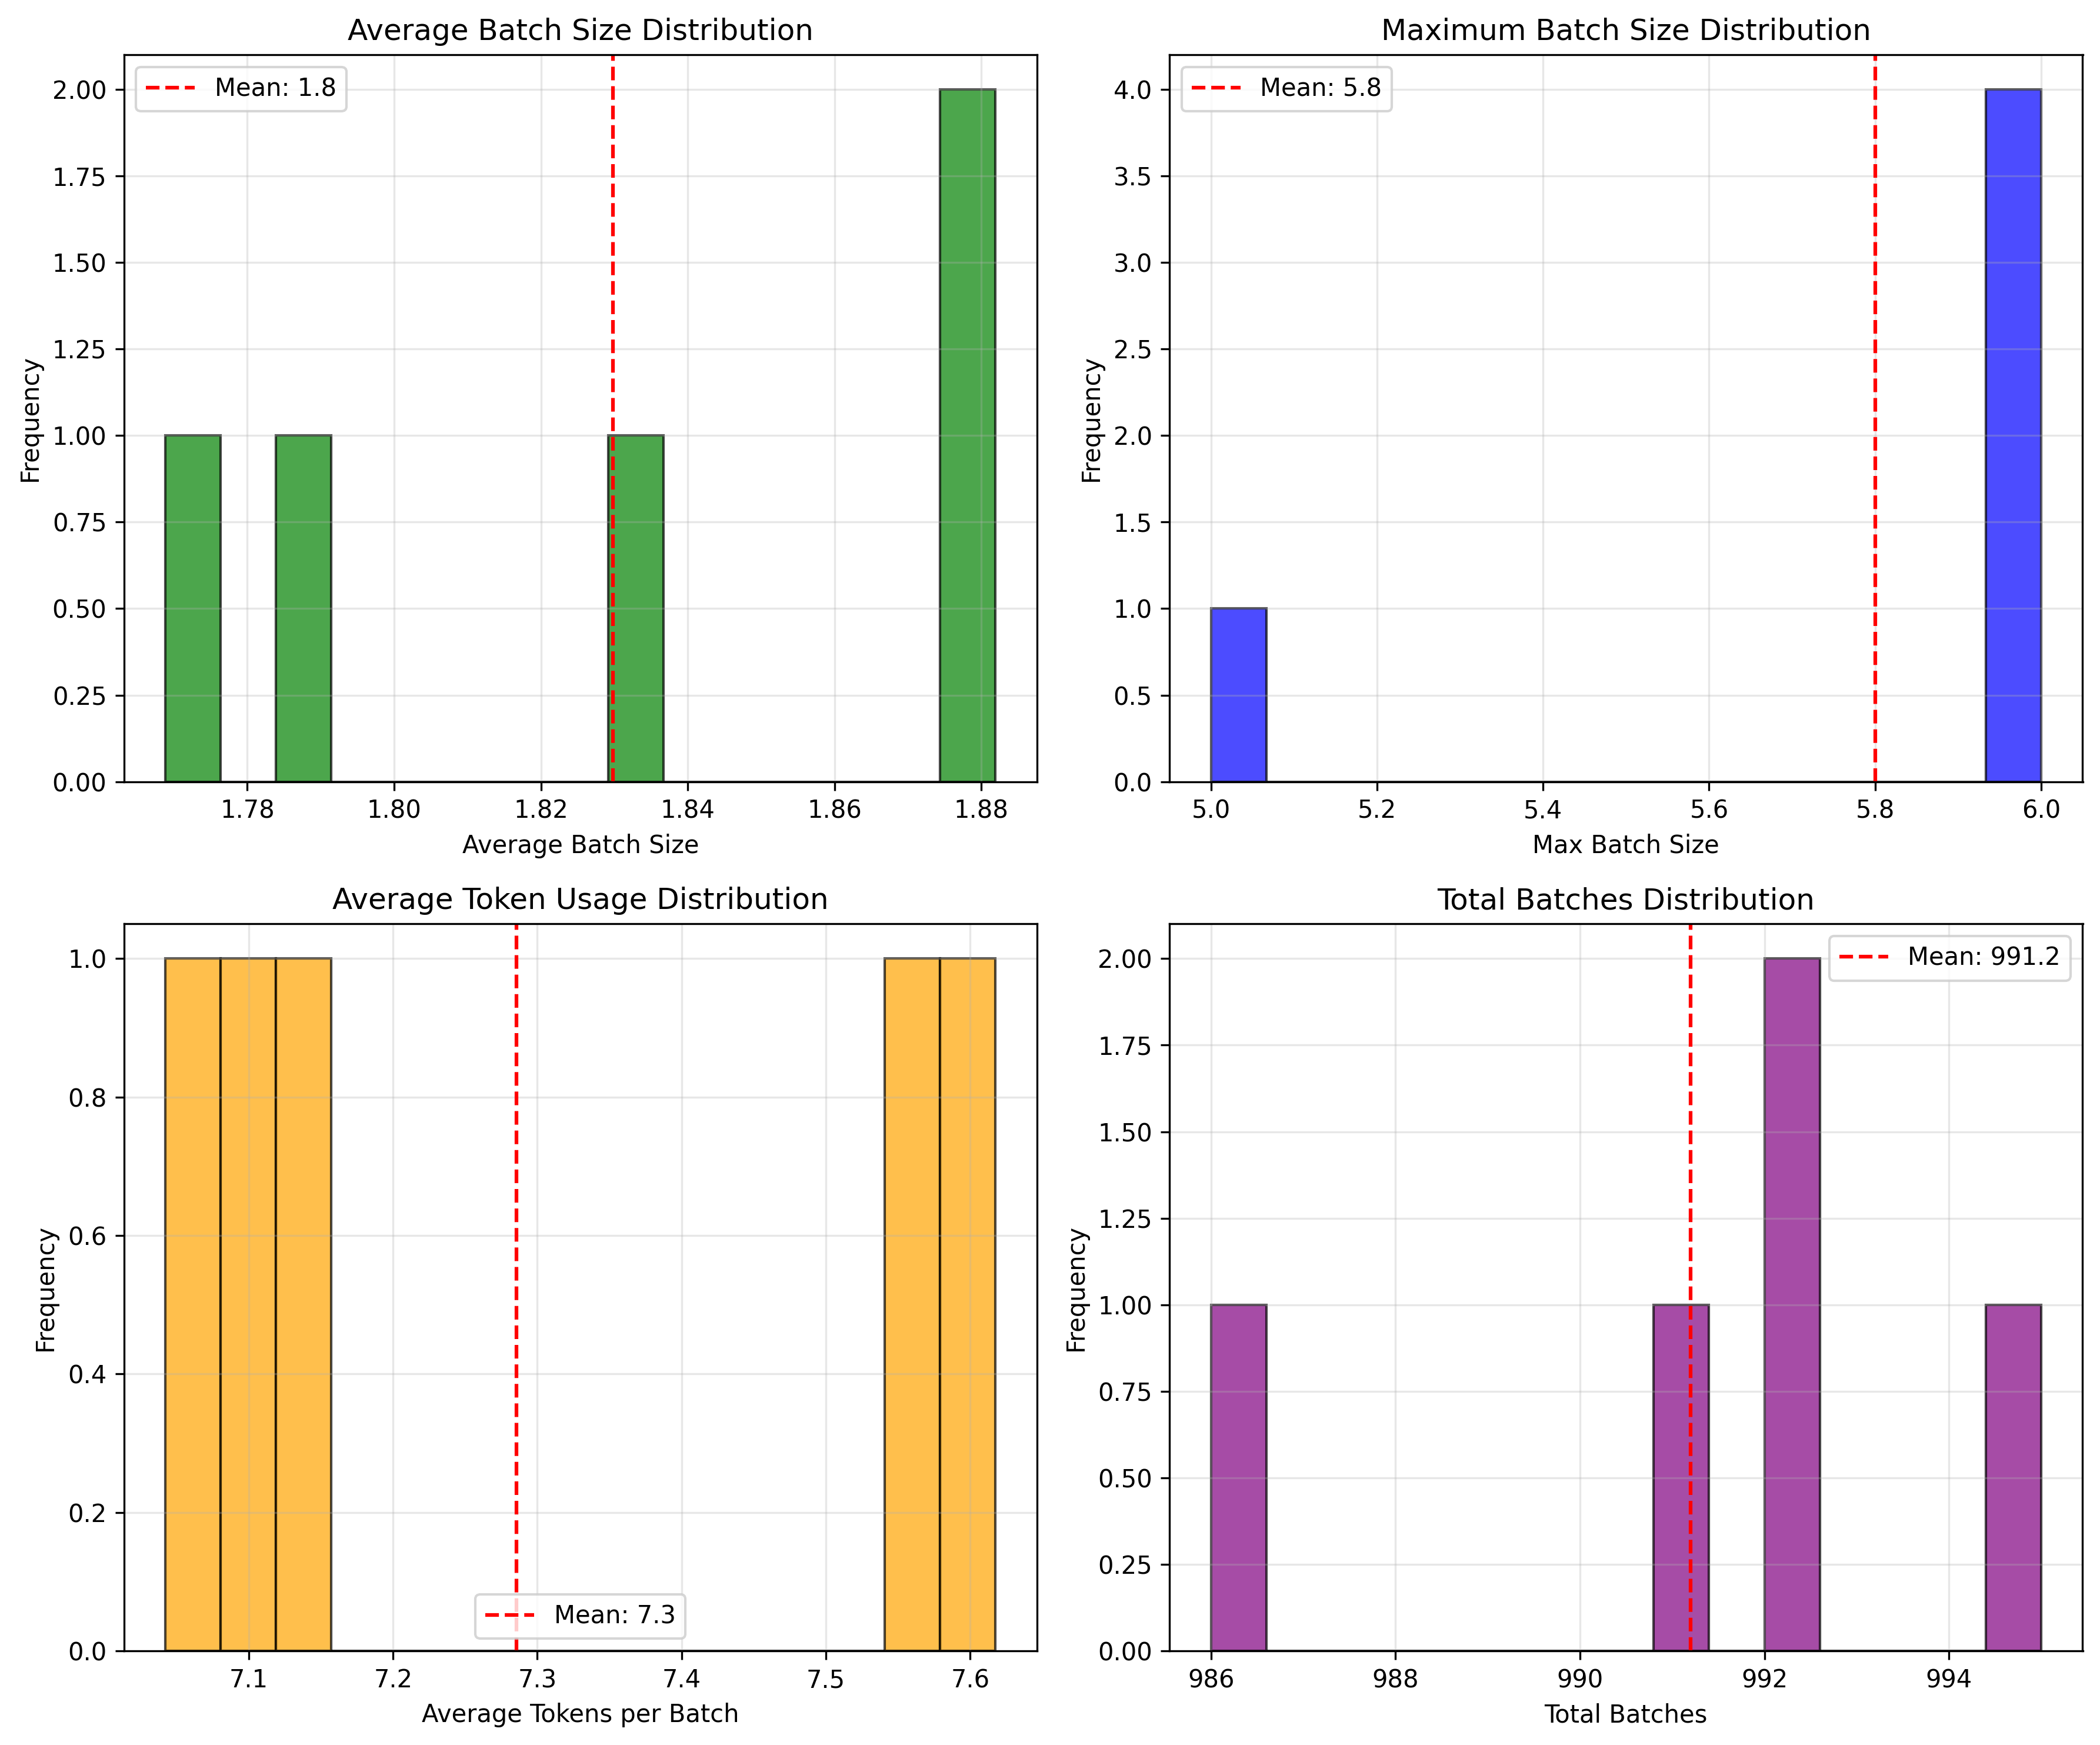 Average Batch Size Distribution
Mean: 1.8
Frequency
2.00
1.75
1.50
1.25
1.00
0.75
0.50
0.25
0.00
1.78 1.80 1.82 1.84 1.86 1.88
Average Batch Size
Maximum Batch Size Distribution
Mean: 5.8
Frequency
4.0
3.5
3.0
2.5
2.0
1.5
1.0
0.5
0.0
5.0 5.2 5.4 5.6 5.8 6.0
Max Batch Size
Average Token Usage Distribution
Frequency
1.0
0.8
0.6
0.4
0.2
0.0
Mean: 7.3
7.1 7.2 7.3 7.4 7.5 7.6
Average Tokens per Batch
Total Batches Distribution
Mean: 991.2
Frequency
2.00
1.75
1.50
1.25
1.00
0.75
0.50
0.25
0.00
986 988 990 992 994
Total Batches